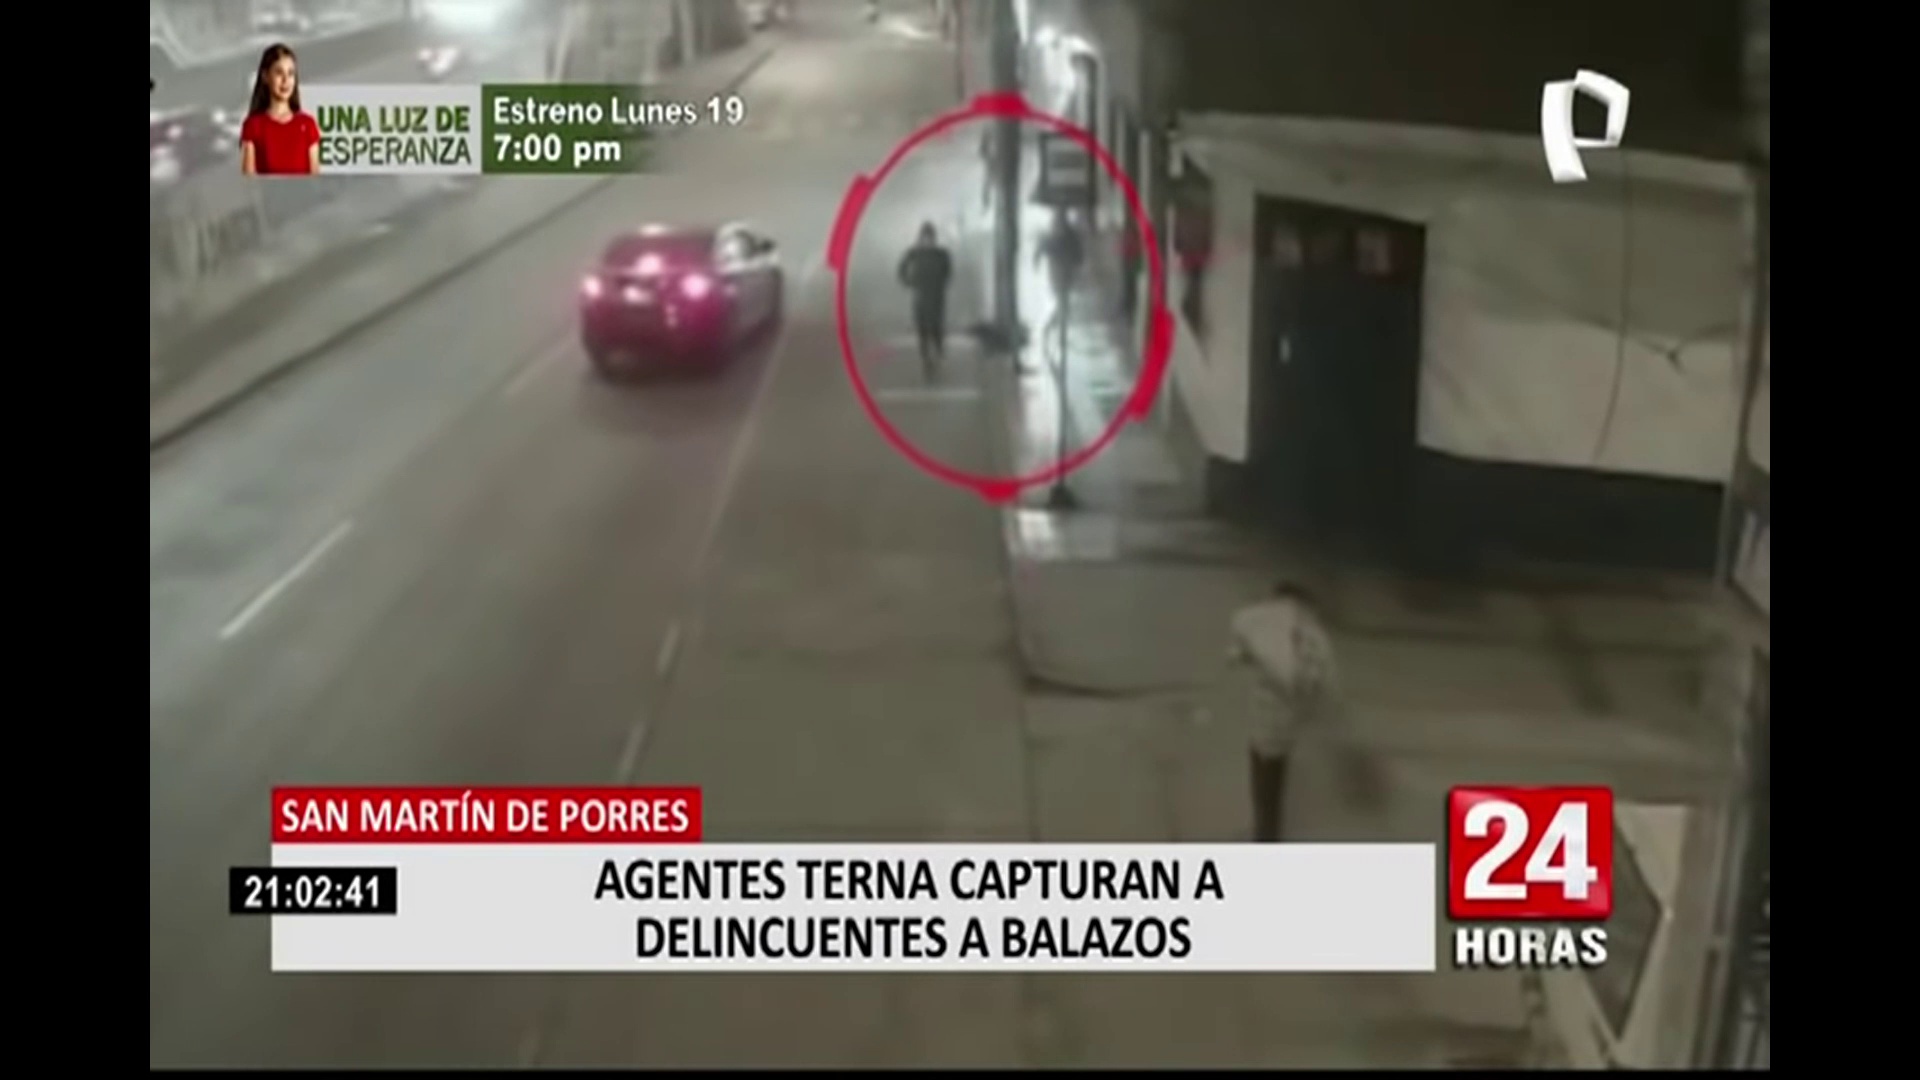 UNA LUZ DE
ESPERANZA
Estreno Lunes 19
7:00 pm
SAN MARTÍN DE PORRES
AGENTES TERNA CAPTURAN A
DELINCUENTES A BALAZOS
21:02:41
24
HORAS